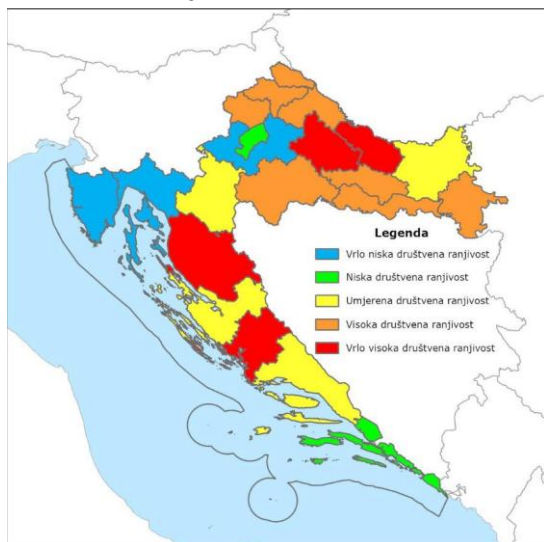 Legenda
Vrlo niska društvena ranjivost
Niska društvena ranjivost
Umjerena društvena ranjivost
Visoka društvena ranjivost
Vrlo visoka društvena ranjivost